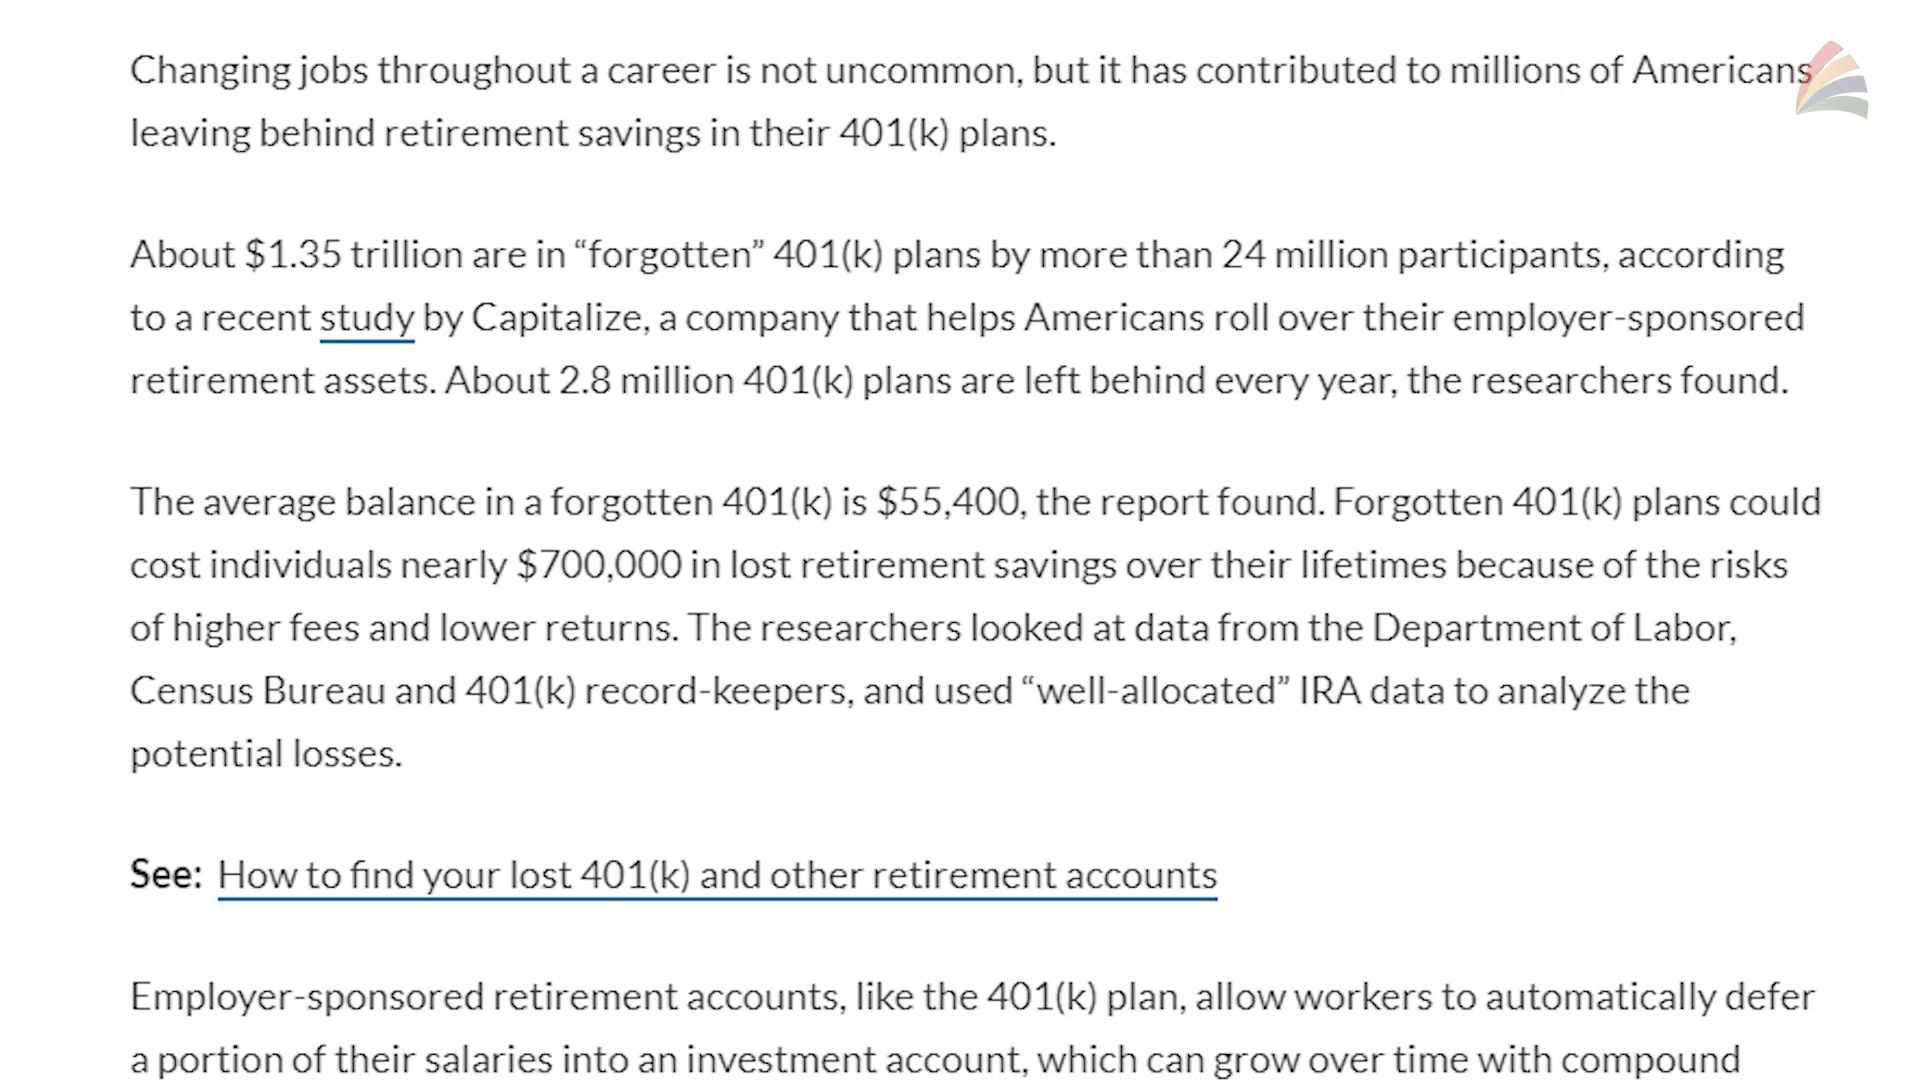 Changing jobs throughout a career is not uncommon, but it has contributed to millions of Americans
leaving behind retirement savings in their 401(k) plans.
About $1.35 trillion are in “forgotten” 401(k) plans by more than 24 million participants, according
to a recent study by Capitalize, a company that helps Americans roll over their employer-sponsored
retirement assets. About 2.8 million 401(k) plans are left behind every year, the researchers found.
The average balance in a forgotten 401(k) is $55,400, the report found. Forgotten 401(k) plans could
cost individuals nearly $700,000 in lost retirement savings over their lifetimes because of the risks
of higher fees and lower returns. The researchers looked at data from the Department of Labor,
Census Bureau and 401(k) record-keepers, and used “well-allocated” IRA data to analyze the
potential losses.
See: How to find your lost 401(k) and other retirement accounts
Employer-sponsored retirement accounts, like the 401(k) plan, allow workers to automatically defer
a portion of their salaries into an investment account, which can grow over time with compound